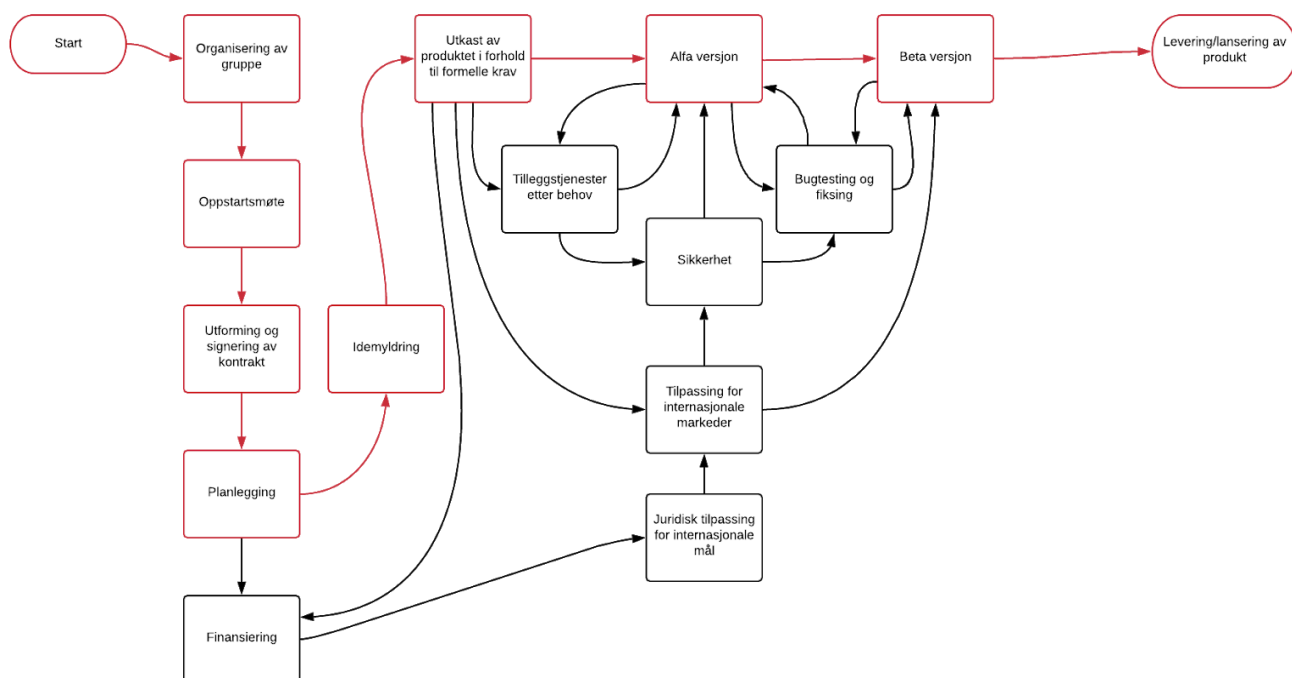 Start
Organisering av
gruppe
Utkast av
produktet i forhold
til formelle krav
Alfa versjon
Beta versjon
Levering/lansering av
produkt
Tilleggstjenester
etter behov
Bugtesting og
fiksing
Oppstartsmøte
Sikkerhet
Utforming og
signering av
kontrakt
Idemyldring
Tilpassing for
internasjonale
markeder
Planlegging
Juridisk tilpassing
for internasjonale
mål
Finansiering